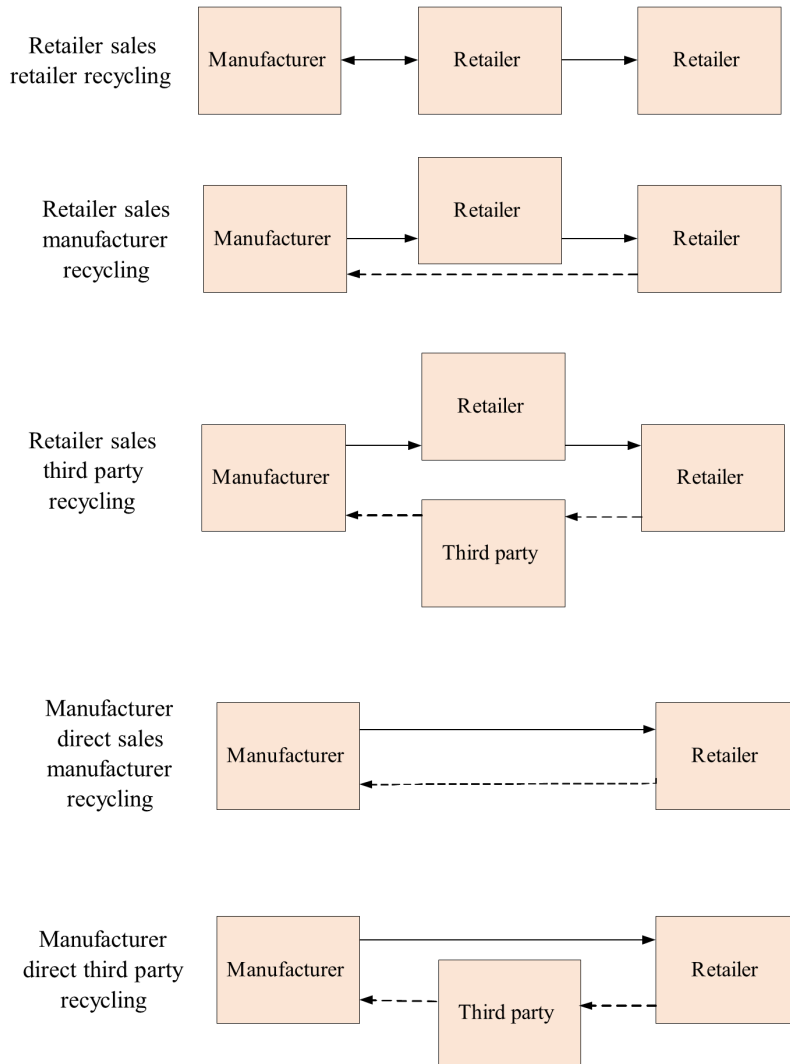 Retailer sales
retailer recycling
Manufacturer
Retailer
Retailer
Retailer sales
manufacturer
recycling
Manufacturer
Retailer
Retailer
Retailer sales
third party
recycling
Manufacturer
Retailer
Retailer
Third party
Manufacturer
direct sales
manufacturer
recycling
Manufacturer
Retailer
Manufacturer
direct third party
recycling
Manufacturer
Retailer
Third party